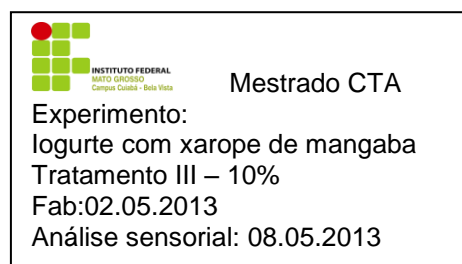 INSTITUTO FEDERAL
MATO GROSSO
Campus Cuiabá - Bela Vista
Mestrado CTA
Experimento:
Iogurte com xarope de mangaba
Tratamento III – 10%
Fab:02.05.2013
Análise sensorial: 08.05.2013